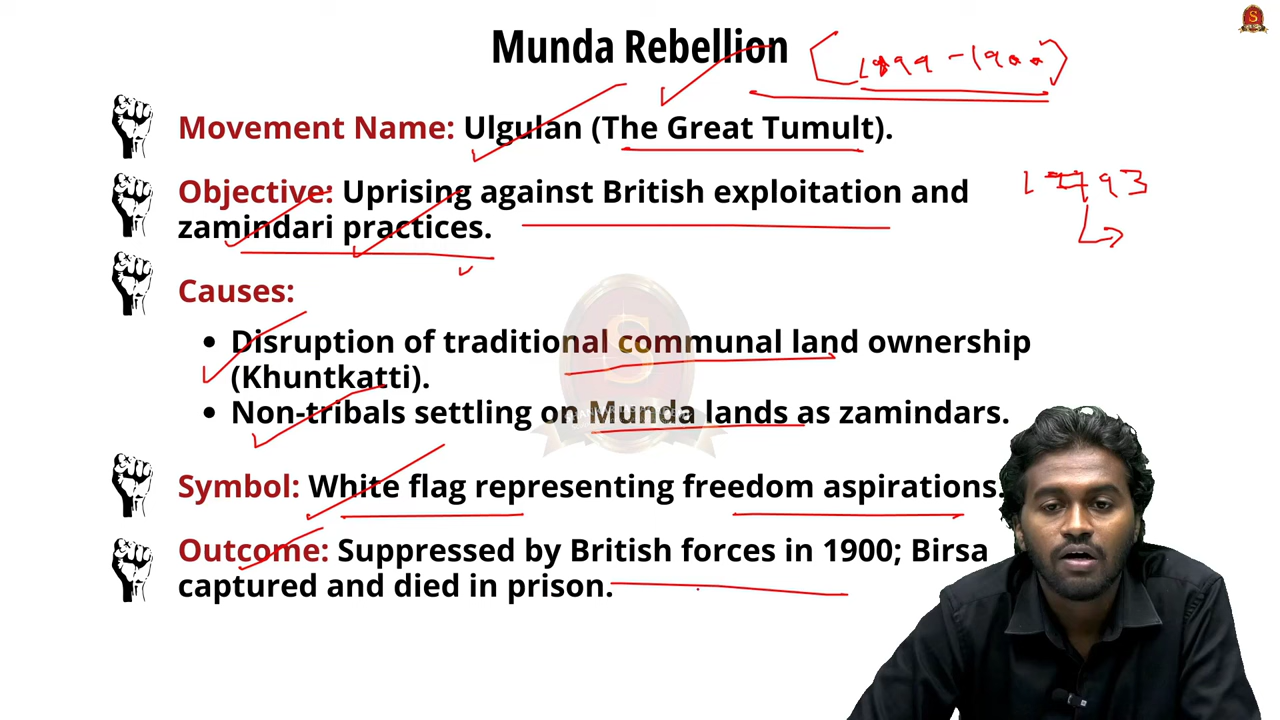 Munda Rebellion
1899-1900
Movement Name: Ulgulan (The Great Tumult).
Objective: Uprising against British exploitation and
zamindari practices.
Causes:
• Disruption of traditional communal land ownership
(Khuntkatti).
• Non-tribals settling on Munda lands as zamindars.
Symbol: White flag representing freedom aspirations.
Outcome: Suppressed by British forces in 1900; Birsa
captured and died in prison.